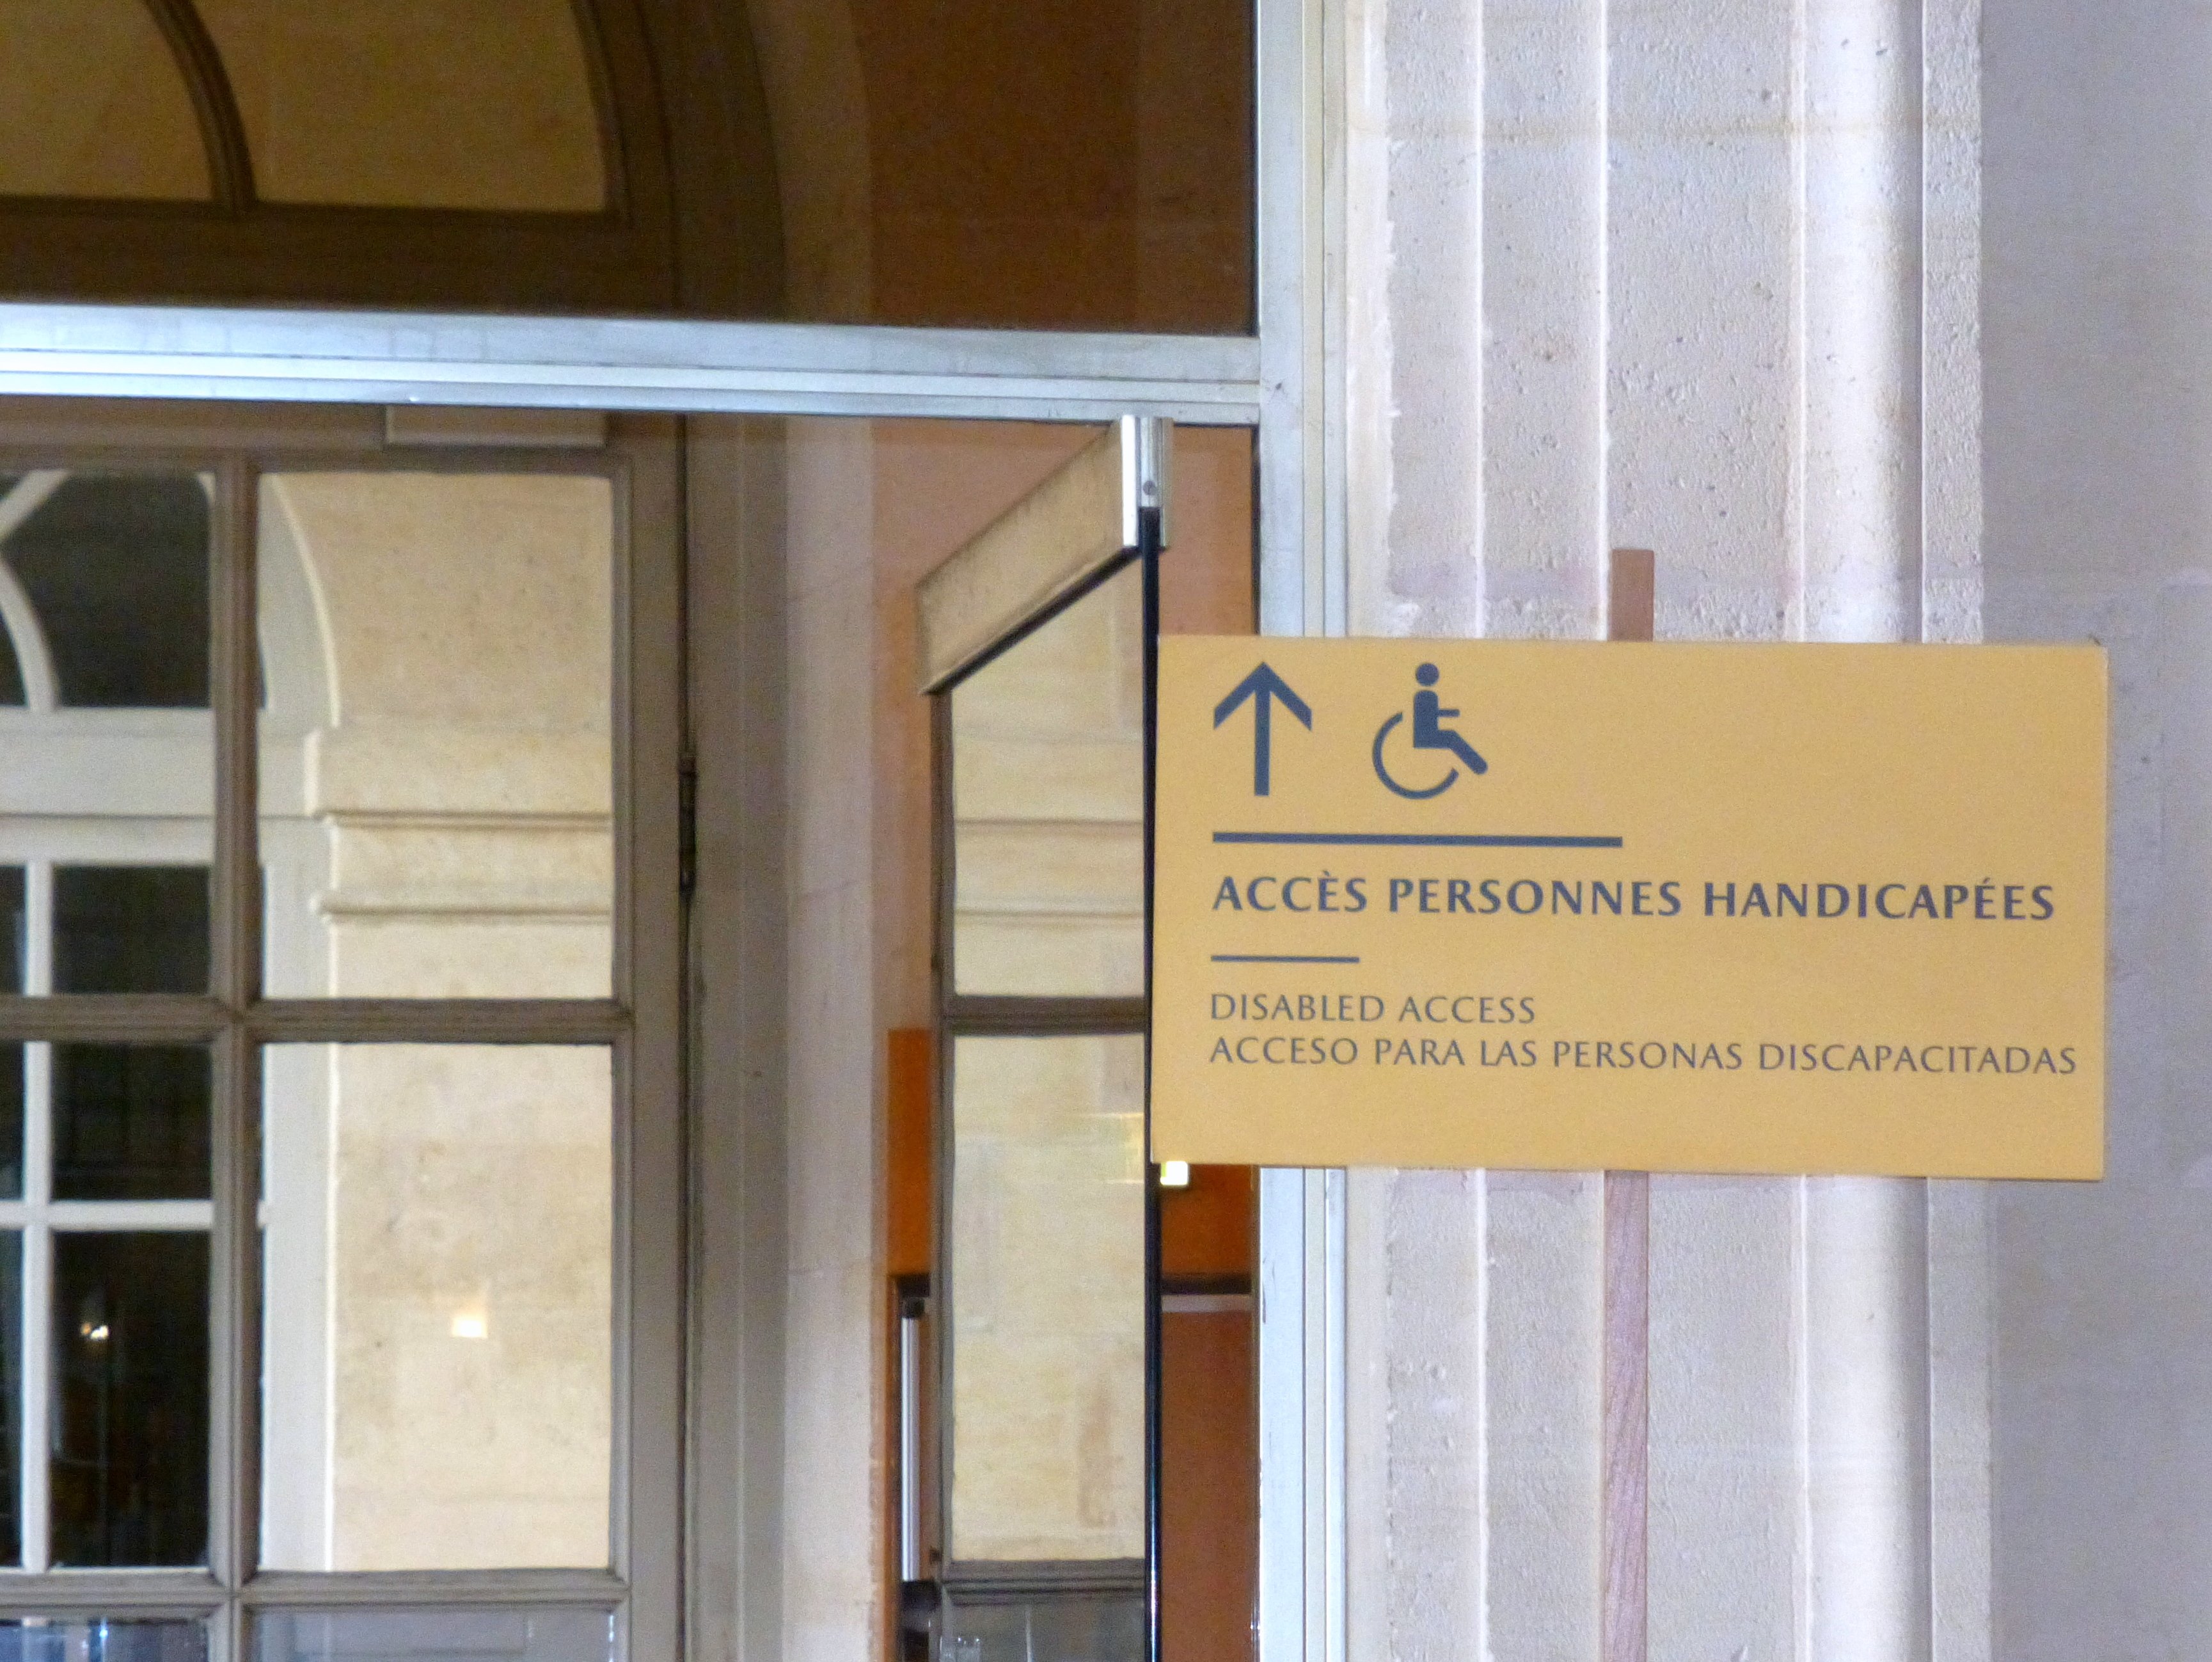 ACCÈS PERSONNES HANDICAPÉES
DISABLED ACCESS
ACCESO PARA LAS PERSONAS DISCAPACITADAS